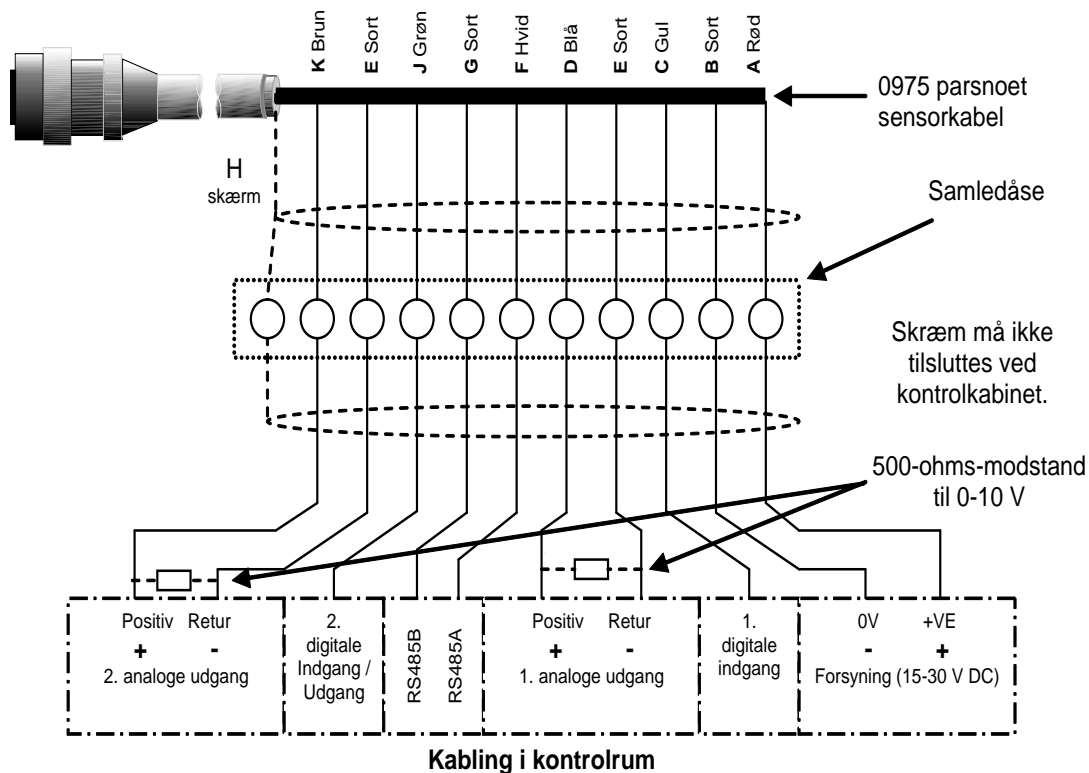 K Brun
E Sort
J Grøn
G Sort
F Hvid
D Blå
E Sort
C Gul
B Sort
A Rød
0975 parsnoet
sensorkabel
H
skærm
Samledåse
Skræm må ikke
tilsluttes ved
kontrolkabinet.
500-ohms-modstand
til 0-10 V
Positiv Retur
+ -
2. analoge udgang
2.
digitale
Indgang /
Udgang
RS485B
RS485A
Positiv Retur
+ -
1. analoge udgang
1.
digitale
indgang
0V +VE
- +
Forsyning (15-30 V DC)
Kabling i kontrolrum